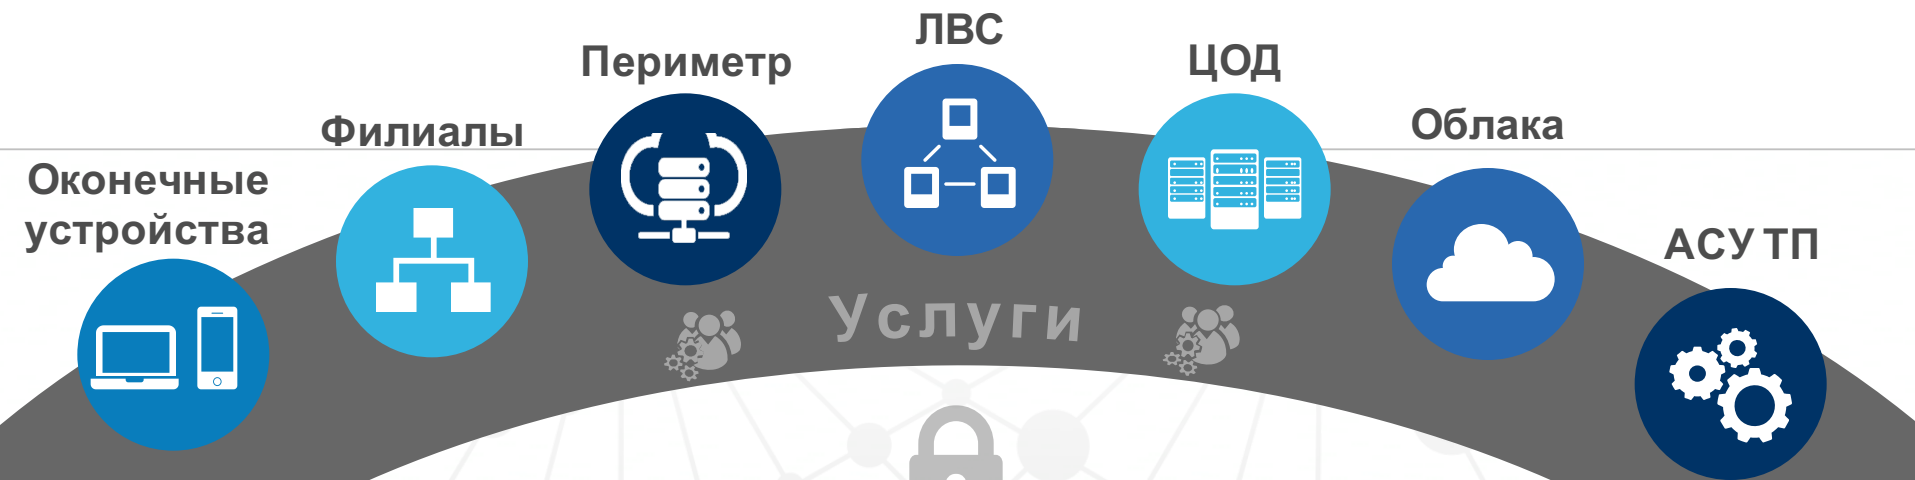 Оконечные
устройства
Филиалы
Периметр
ЛВС
ЦОД
Облака
АСУ ТП
Услуги